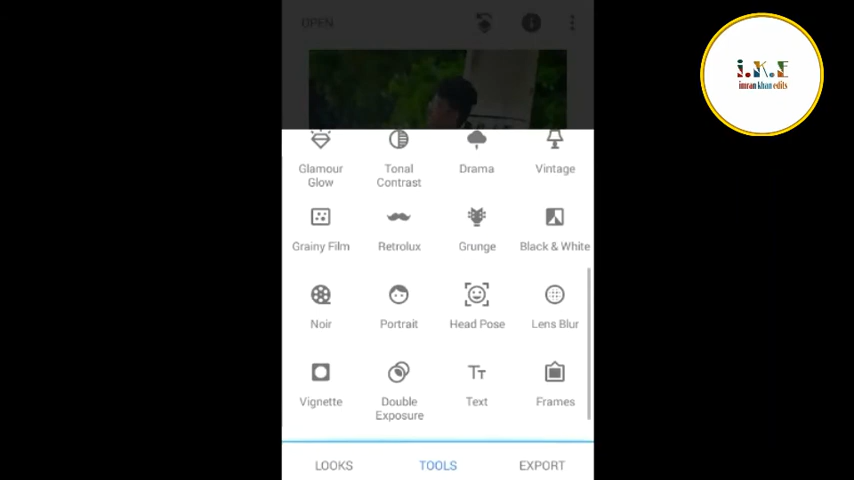 OPEN
i.K.E
imran khan edits
Glamour Glow
Tonal Contrast
Drama
Vintage
Grainy Film
Retrolux
Grunge
Black & White
Noir
Portrait
Head Pose
Lens Blur
Vignette
Double Exposure
Text
Frames
LOOKS
TOOLS
EXPORT